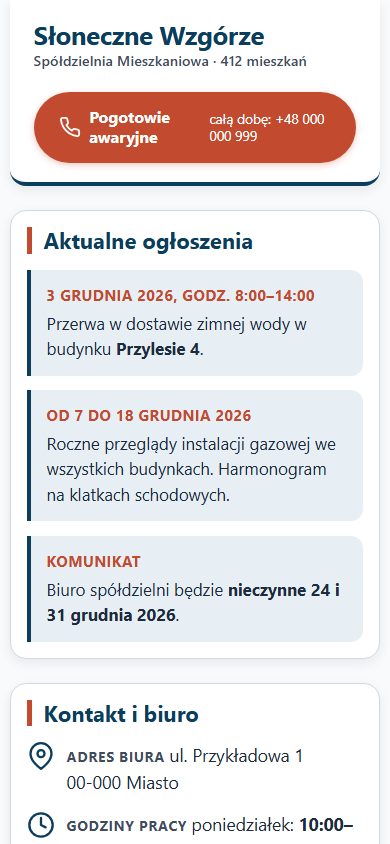 Słoneczne Wzgórze
Spółdzielnia Mieszkaniowa · 412 mieszkań
Pogotowie
awaryjne
całą dobę: +48 000
000 999
Aktualne ogłoszenia
3 GRUDNIA 2026, GODZ. 8:00–14:00
Przerwa w dostawie zimnej wody w
budynku Przylesie 4.
OD 7 DO 18 GRUDNIA 2026
Roczne przeglądy instalacji gazowej we
wszystkich budynkach. Harmonogram
na klatkach schodowych.
KOMUNIKAT
Biuro spółdzielni będzie nieczynne 24 i
31 grudnia 2026.
Kontakt i biuro
ADRES BIURA ul. Przykładowa 1
00-000 Miasto
GODZINY PRACY poniedziałek: 10:00–